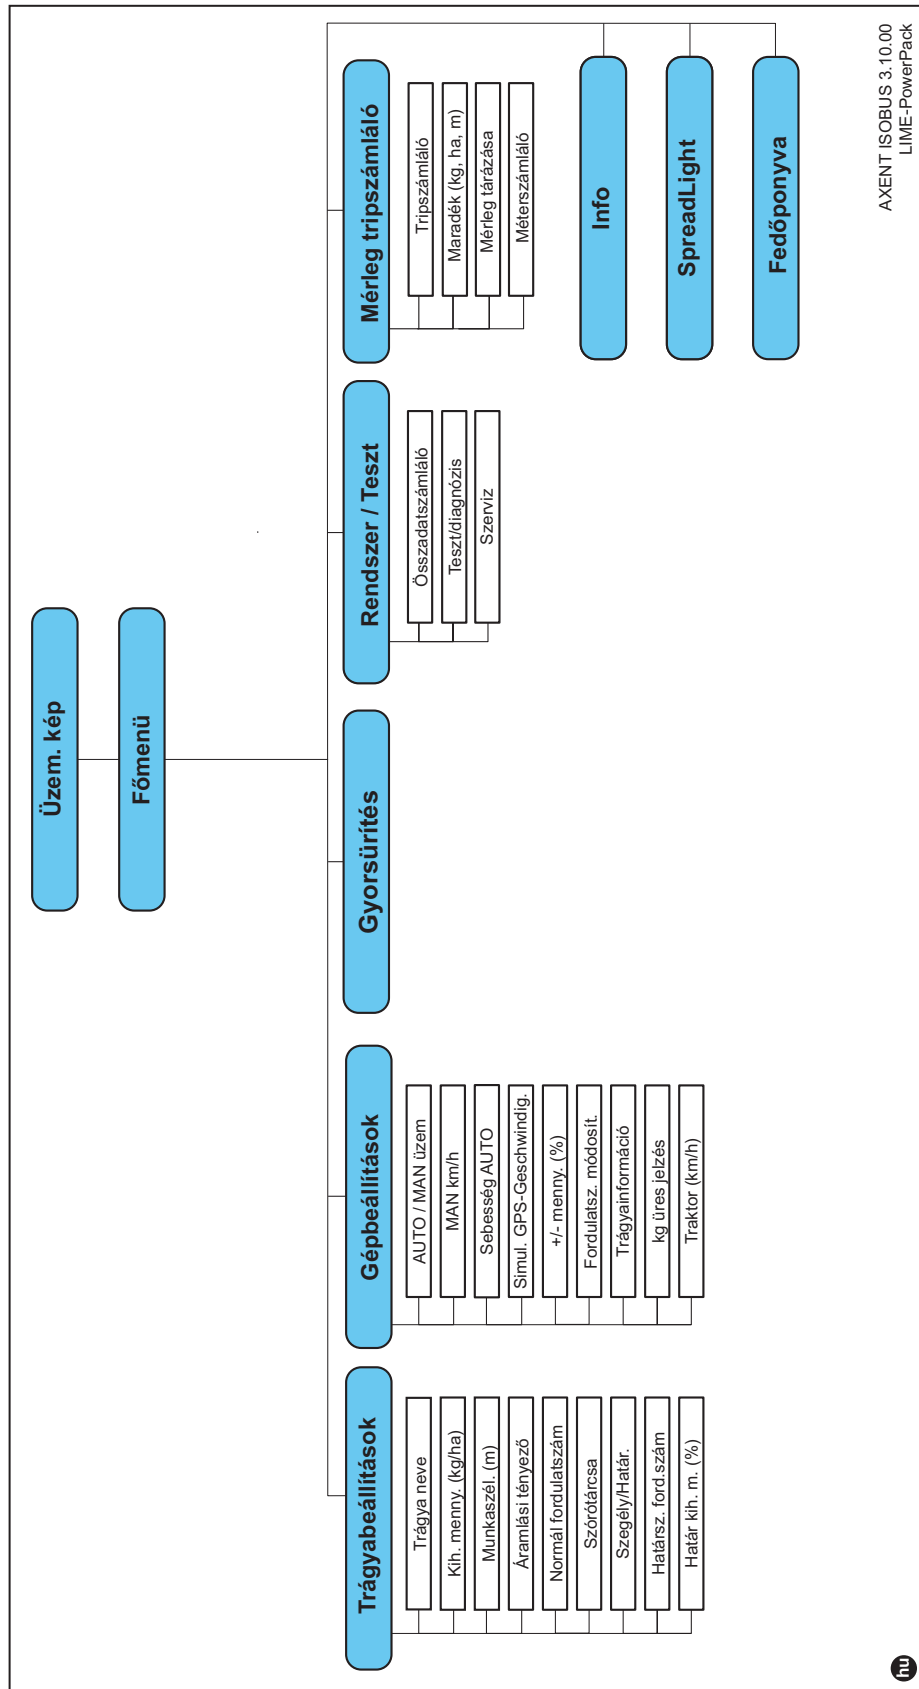 Üzem. kép
Főmenü
Trágyabeállítások
Trágya neve
Kih. menny. (kg/ha)
Munkaszél. (m)
Áramlási tényező
Normál fordulatszám
Szórótárcsa
Szegély/Határ.
Határsz. ford.szám
Határ kih. m. (%)
Gépbeállítások
AUTO / MAN üzem
MAN km/h
Sebesség AUTO
Simul. GPS-Geschwindig.
+/- menny. (%)
Fordulatsz. módosít.
Trágyainformáció
kg üres jelzés
Traktor (km/h)
Gyorsürítés
Rendszer / Teszt
Összadatszámláló
Teszt/diagnózis
Szerviz
Mérleg tripszámláló
Tripszámláló
Maradék (kg, ha, m)
Mérleg tárázása
Méterszámláló
Info
SpreadLight
Fedőponyva
hu
AXENT ISOBUS 3.10.00
LIME-PowerPack